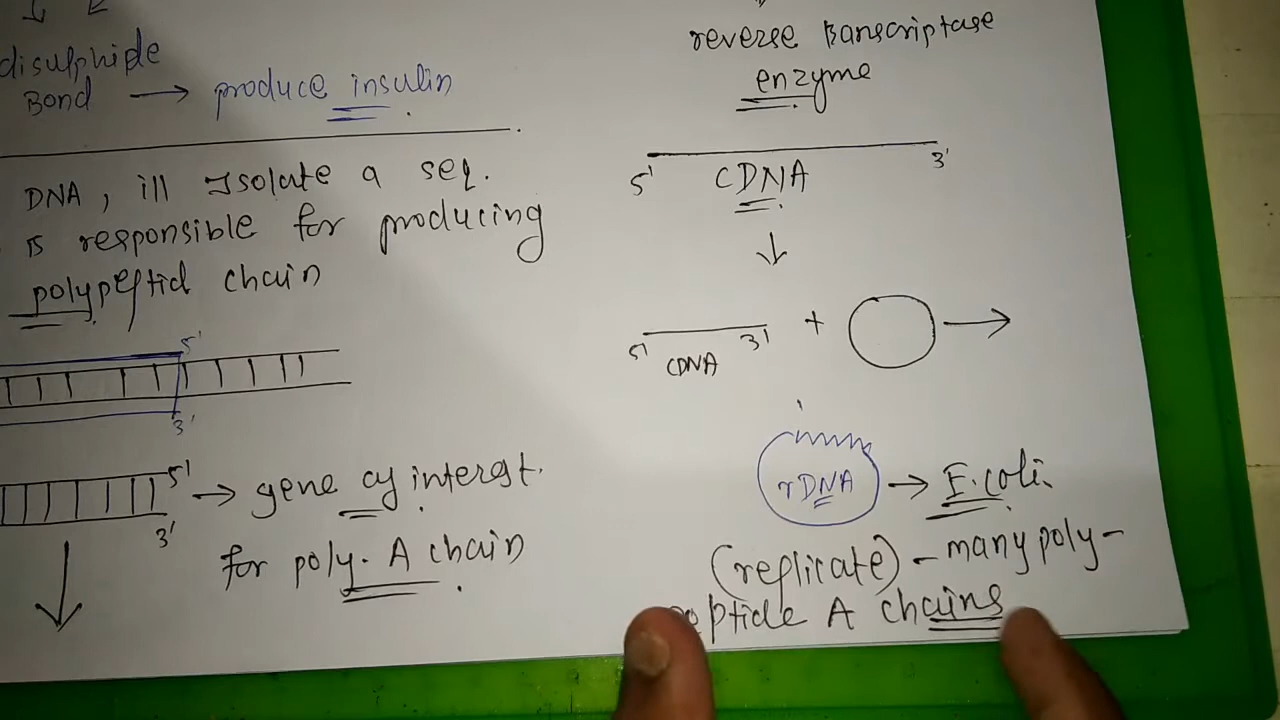 disulphide
Bond → produce insulin
DNA, ill Isolate a seq.
is responsible for producing
polypeptid chain
5'
3'
5' → gene of interest.
3'
for poly. A chain
reverse transcriptase
enzyme
5' 3'
CDNA
5' 3' + →
CDNA
rDNA → E.coli.
(replicate) - many poly-
peptide A chains